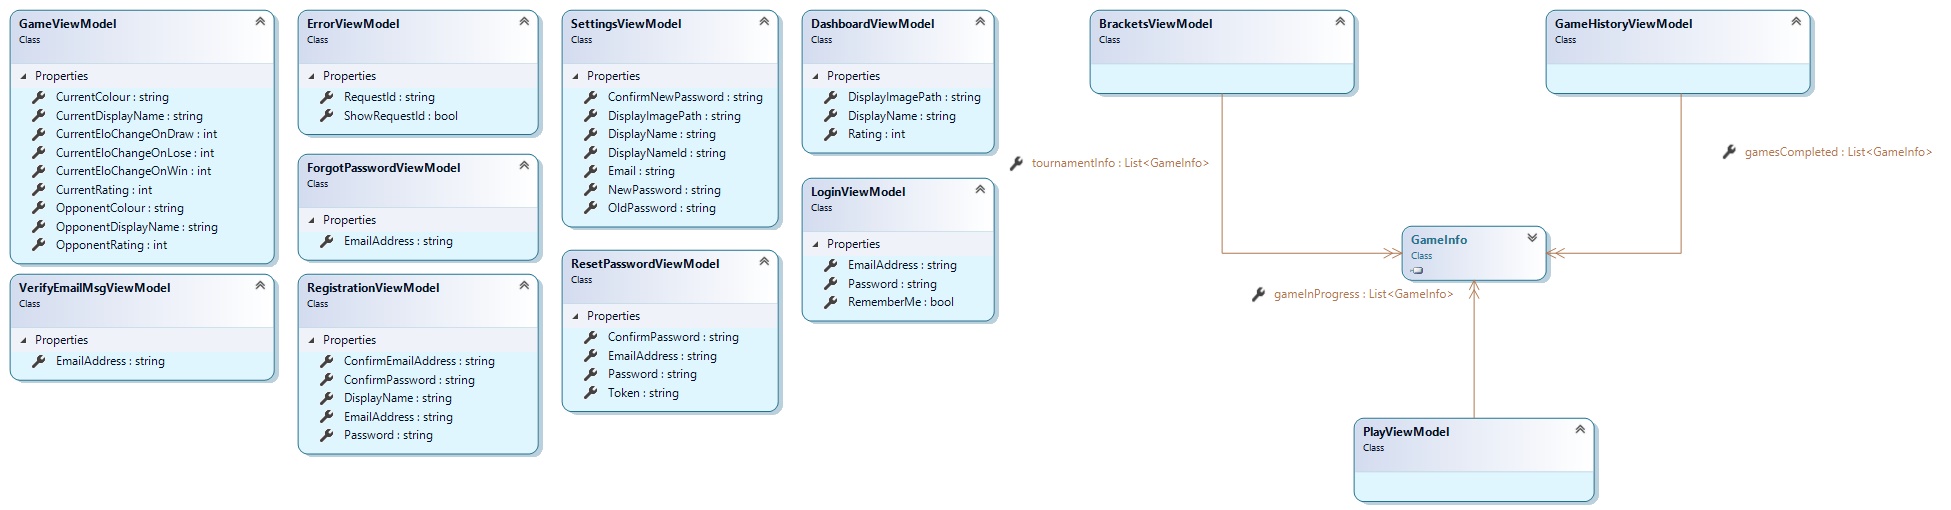 GameViewModel
Class
Properties
CurrentColour : string
CurrentDisplayName : string
CurrentEloChangeOnDraw : int
CurrentEloChangeOnLose : int
CurrentEloChangeOnWin : int
CurrentRating : int
OpponentColour : string
OpponentDisplayName : string
OpponentRating : int
VerifyEmailMsgViewModel
Class
Properties
EmailAddress : string
ErrorViewModel
Class
Properties
RequestId : string
ShowRequestId : bool
ForgotPasswordViewModel
Class
Properties
EmailAddress : string
RegistrationViewModel
Class
Properties
ConfirmEmailAddress : string
ConfirmPassword : string
DisplayName : string
EmailAddress : string
Password : string
SettingsViewModel
Class
Properties
ConfirmNewPassword : string
DisplayImagePath : string
DisplayName : string
DisplayNameId : string
Email : string
NewPassword : string
OldPassword : string
ResetPasswordViewModel
Class
Properties
ConfirmPassword : string
EmailAddress : string
Password : string
Token : string
DashboardViewModel
Class
Properties
DisplayImagePath : string
DisplayName : string
Rating : int
LoginViewModel
Class
Properties
EmailAddress : string
Password : string
RememberMe : bool
BracketsViewModel
Class
tournamentInfo : List<GameInfo>
GameHistoryViewModel
Class
gamesCompleted : List<GameInfo>
GameInfo
Class
gameInProgress : List<GameInfo>
PlayViewModel
Class